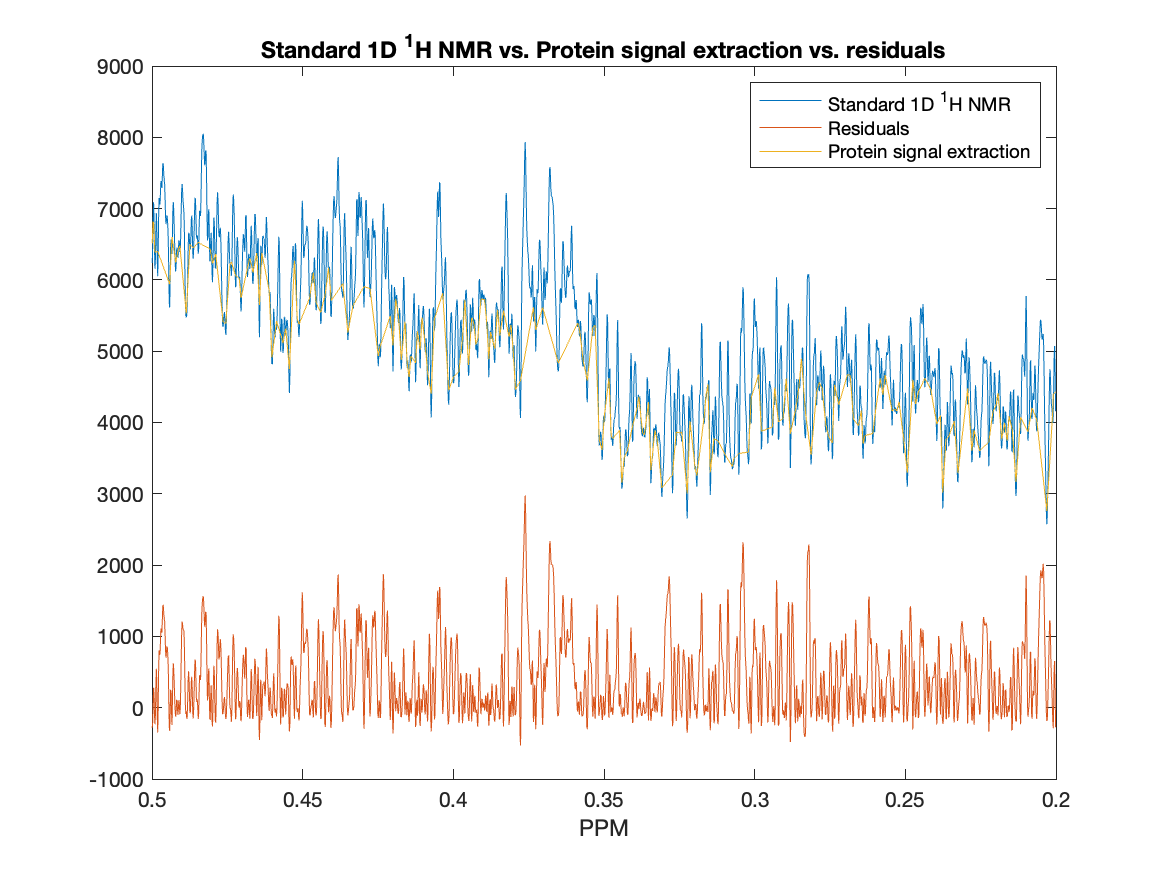 Standard 1D ¹H NMR vs. Protein signal extraction vs. residuals
9000
8000
7000
6000
5000
4000
3000
2000
1000
0
-1000
Standard 1D ¹H NMR
Residuals
Protein signal extraction
0.5 0.45 0.4 0.35 0.3 0.25 0.2
PPM